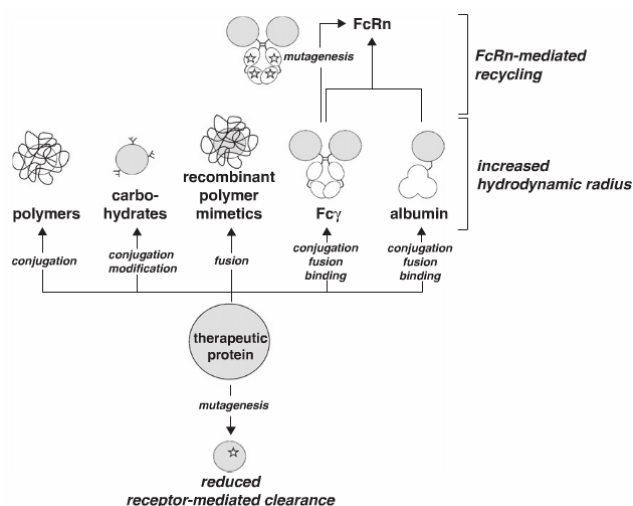 FcRn
mutagenesis
FcRn-mediated
recycling
polymers
carbo-
hydrates
recombinant
polymer
mimetics
Fcγ
albumin
increased
hydrodynamic radius
conjugation
conjugation
modification
fusion
conjugation
fusion
binding
conjugation
fusion
binding
therapeutic
protein
mutagenesis
reduced
receptor-mediated clearance